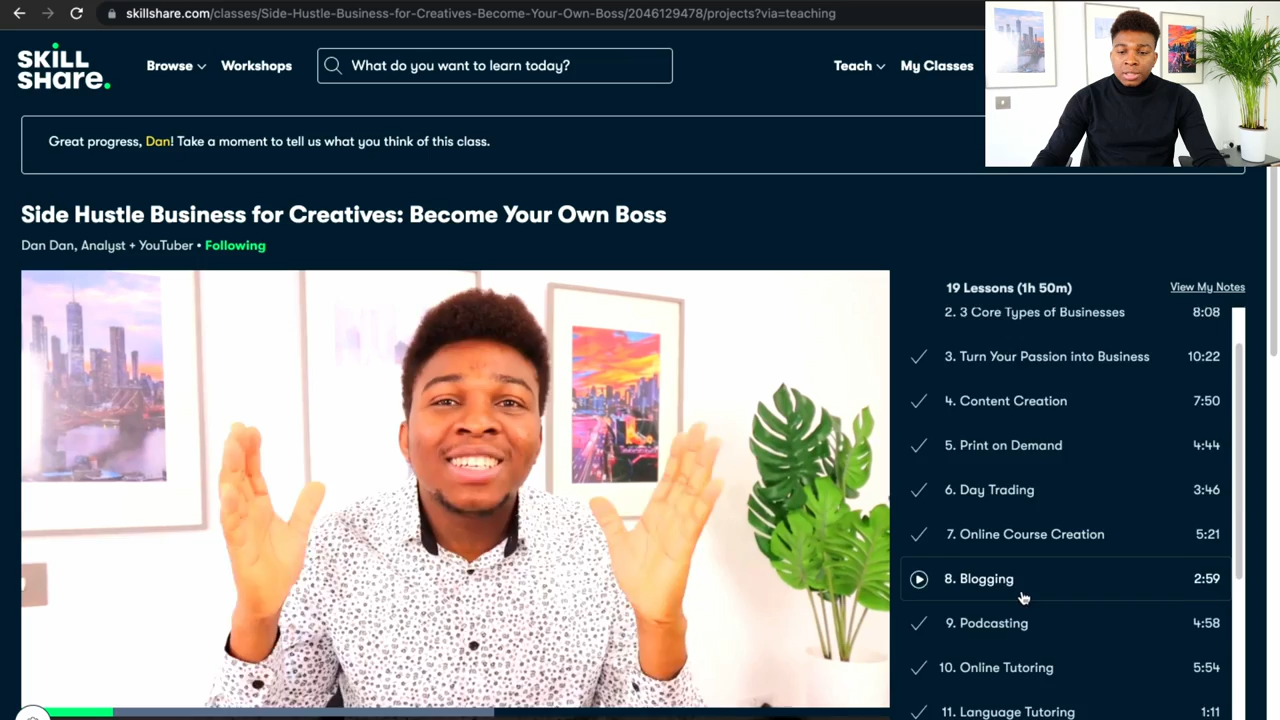 skillshare.com/classes/Side-Hustle-Business-for-Creatives-Become-Your-Own-Boss/2046129478/projects?via=teaching
SKILL
SHARE.
Browse
Workshops
What do you want to learn today?
Teach
My Classes
Great progress, Dan! Take a moment to tell us what you think of this class.
Side Hustle Business for Creatives: Become Your Own Boss
Dan Dan, Analyst + YouTuber • Following
19 Lessons (1h 50m)
View My Notes
2. 3 Core Types of Businesses 8:08
3. Turn Your Passion into Business 10:22
4. Content Creation 7:50
5. Print on Demand 4:44
6. Day Trading 3:46
7. Online Course Creation 5:21
8. Blogging 2:59
9. Podcasting 4:58
10. Online Tutoring 5:54
11. Language Tutoring 1:11